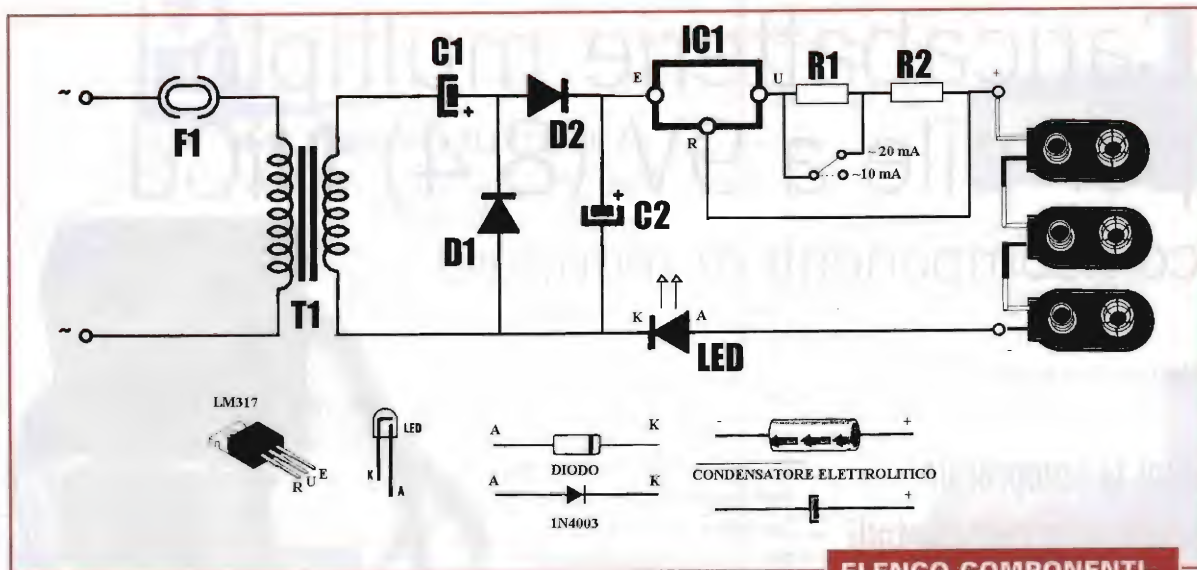 C1
IC1
R1
R2
E
U
+
~
F1
+
D2
R
~20 mA
~10 mA
+
C2
D1
T1
~
K
A
LED
-
LM317
R U E
LED
K
A
A
K
DIODO
A
K
1N4003
-
+
CONDENSATORE ELETTROLITICO
+
ELENCO COMPONENTI